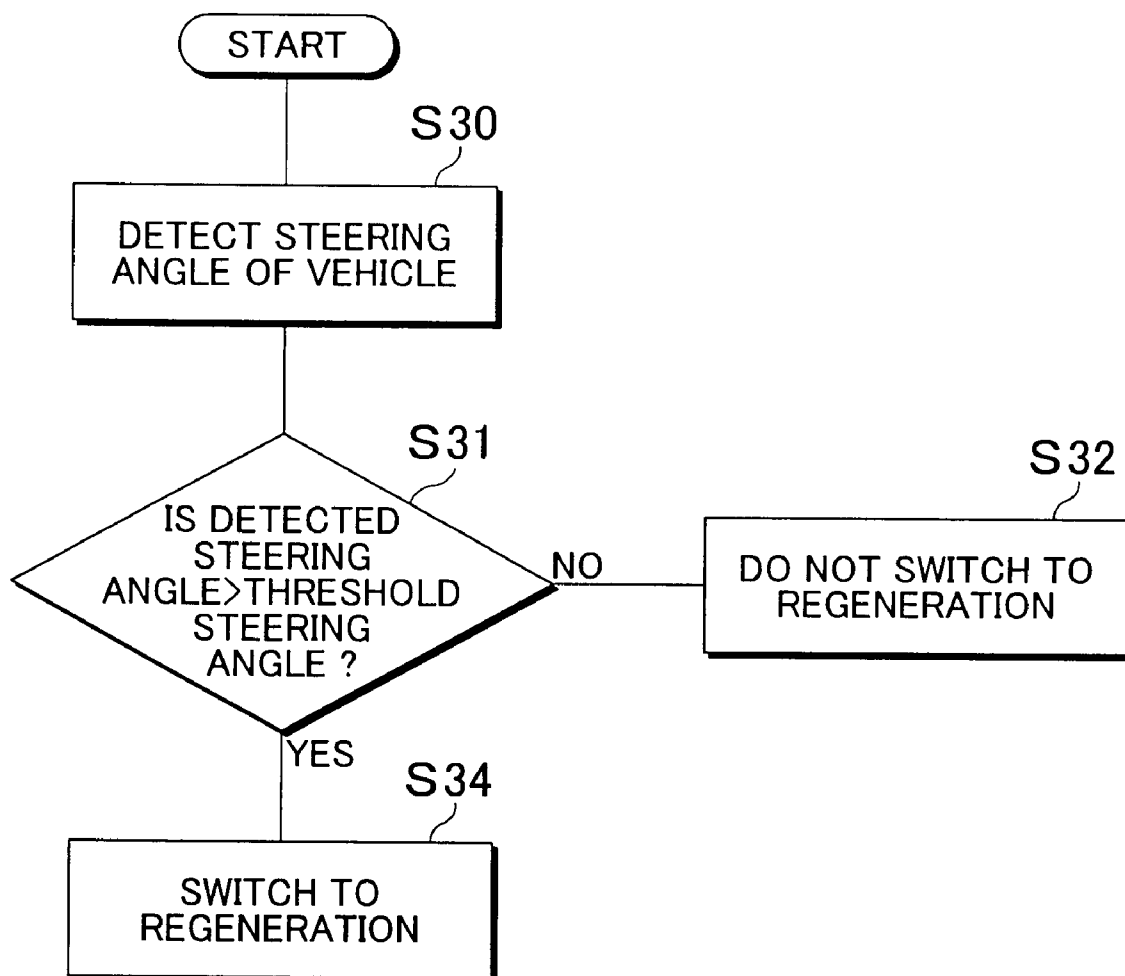 START
S30
DETECT STEERING
ANGLE OF VEHICLE
S31
IS DETECTED
STEERING
ANGLE>THRESHOLD
STEERING
ANGLE ?
NO
S32
DO NOT SWITCH TO
REGENERATION
YES
S34
SWITCH TO
REGENERATION